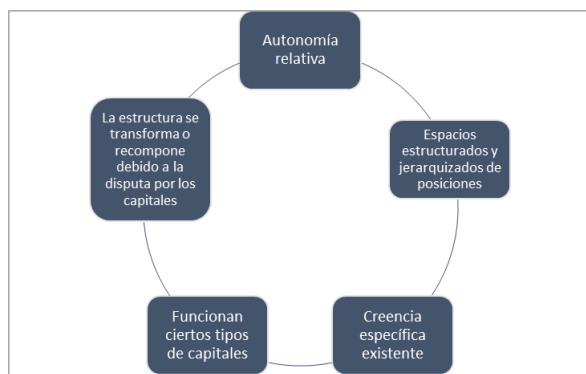 Autonomía
relativa
Espacios
estructurados y
jerarquizados de
posiciones
Creencia
específica
existente
Funcionan
ciertos tipos
de capitales
La estructura se
transforma o
recompone
debido a la
disputa por los
capitales